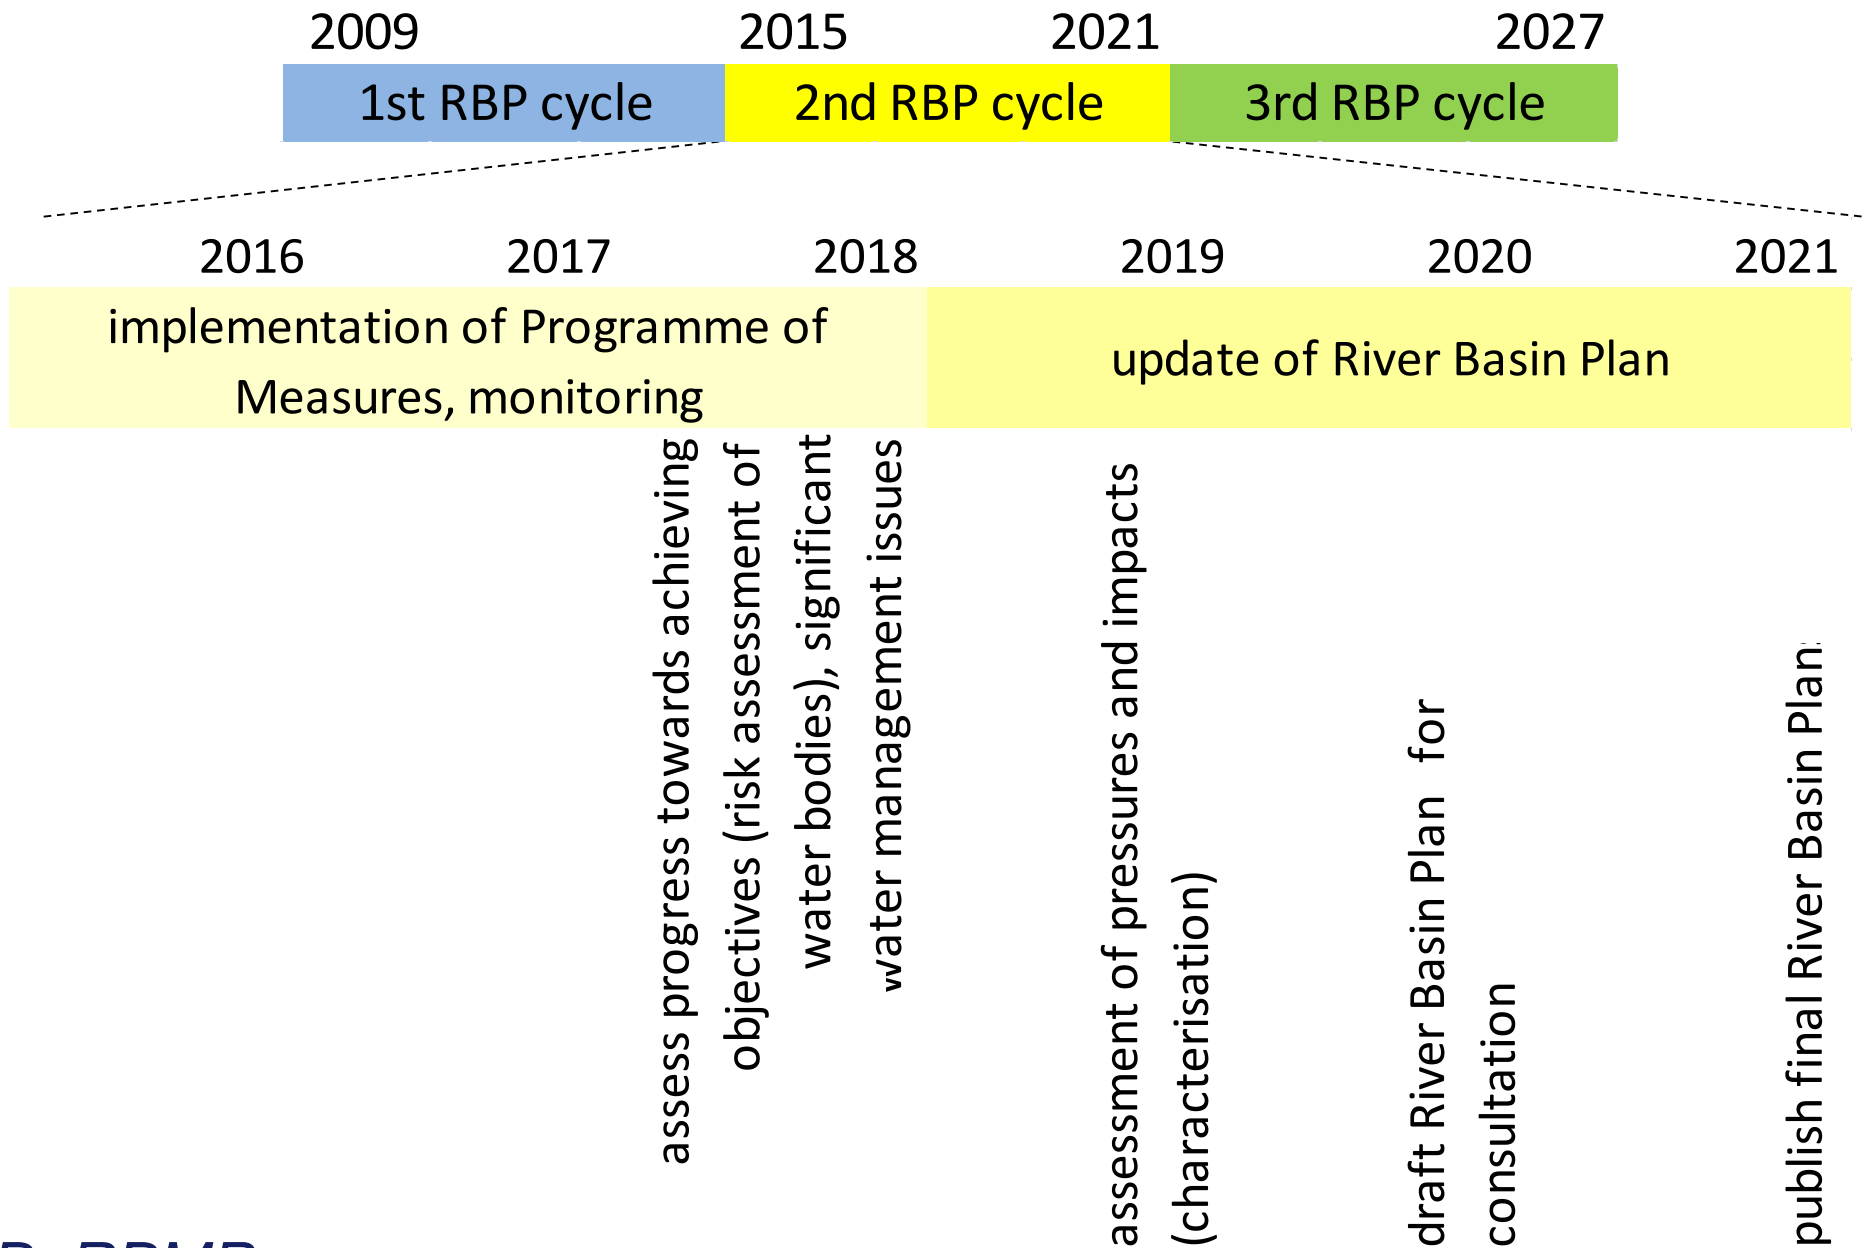 2009 2015 2021 2027
1st RBP cycle 2nd RBP cycle 3rd RBP cycle
2016 2017 2018 2019 2020 2021
implementation of Programme of
Measures, monitoring
update of River Basin Plan
assess progress towards achieving
objectives (risk assessment of
water bodies), significant
water management issues
assessment of pressures and impacts
(characterisation)
draft River Basin Plan for
consultation
publish final River Basin Plan